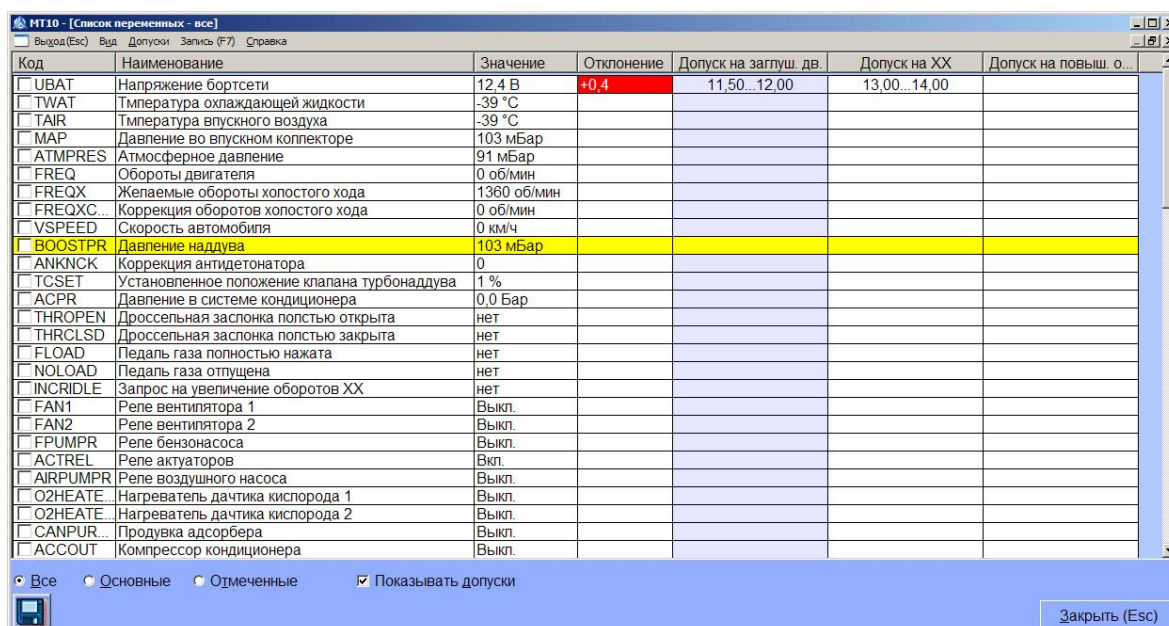 МТ10 - [Список переменных - все]
Выход(Esc) Вид Допуски Запись (F7) Справка
Код Наименование Значение Отклонение Допуск на заглуш. дв. Допуск на ХХ Допуск на повыш. о...
UBAT Напряжение бортсети 12,4 В +0,4 11,50...12,00 13,00...14,00
TWAT Тмпература охлаждающей жидкости -39 °C
TAIR Тмпература впускного воздуха -39 °C
MAP Давление во впускном коллекторе 103 мБар
ATMPRES Атмосферное давление 91 мБар
FREQ Обороты двигателя 0 об/мин
FREQX Желаемые обороты холостого хода 1360 об/мин
FREQXC... Коррекция оборотов холостого хода 0 об/мин
VSPEED Скорость автомобиля 0 км/ч
BOOSTPR Давление наддува 103 мБар
ANKNCK Коррекция антидетонатора 0
TCSET Установленное положение клапана турбонаддува 1 %
ACPR Давление в системе кондиционера 0,0 Бар
THROPEN Дроссельная заслонка полстью открыта нет
THRCLSD Дроссельная заслонка полстью закрыта нет
FLOAD Педаль газа полностью нажата нет
NOLOAD Педаль газа отпущена нет
INCRIDLE Запрос на увеличение оборотов ХХ нет
FAN1 Реле вентилятора 1 Выкл.
FAN2 Реле вентилятора 2 Выкл.
FPUMPR Реле бензонасоса Выкл.
ACTREL Реле актуаторов Вкл.
AIRPUMPR Реле воздушного насоса Выкл.
O2HEATE... Нагреватель датчика кислорода 1 Выкл.
O2HEATE... Нагреватель датчика кислорода 2 Выкл.
CANPUR... Продувка адсорбера Выкл.
ACCOUT Компрессор кондиционера Выкл.
Все Основные Отмеченные Показывать допуски
Закрыть (Esc)